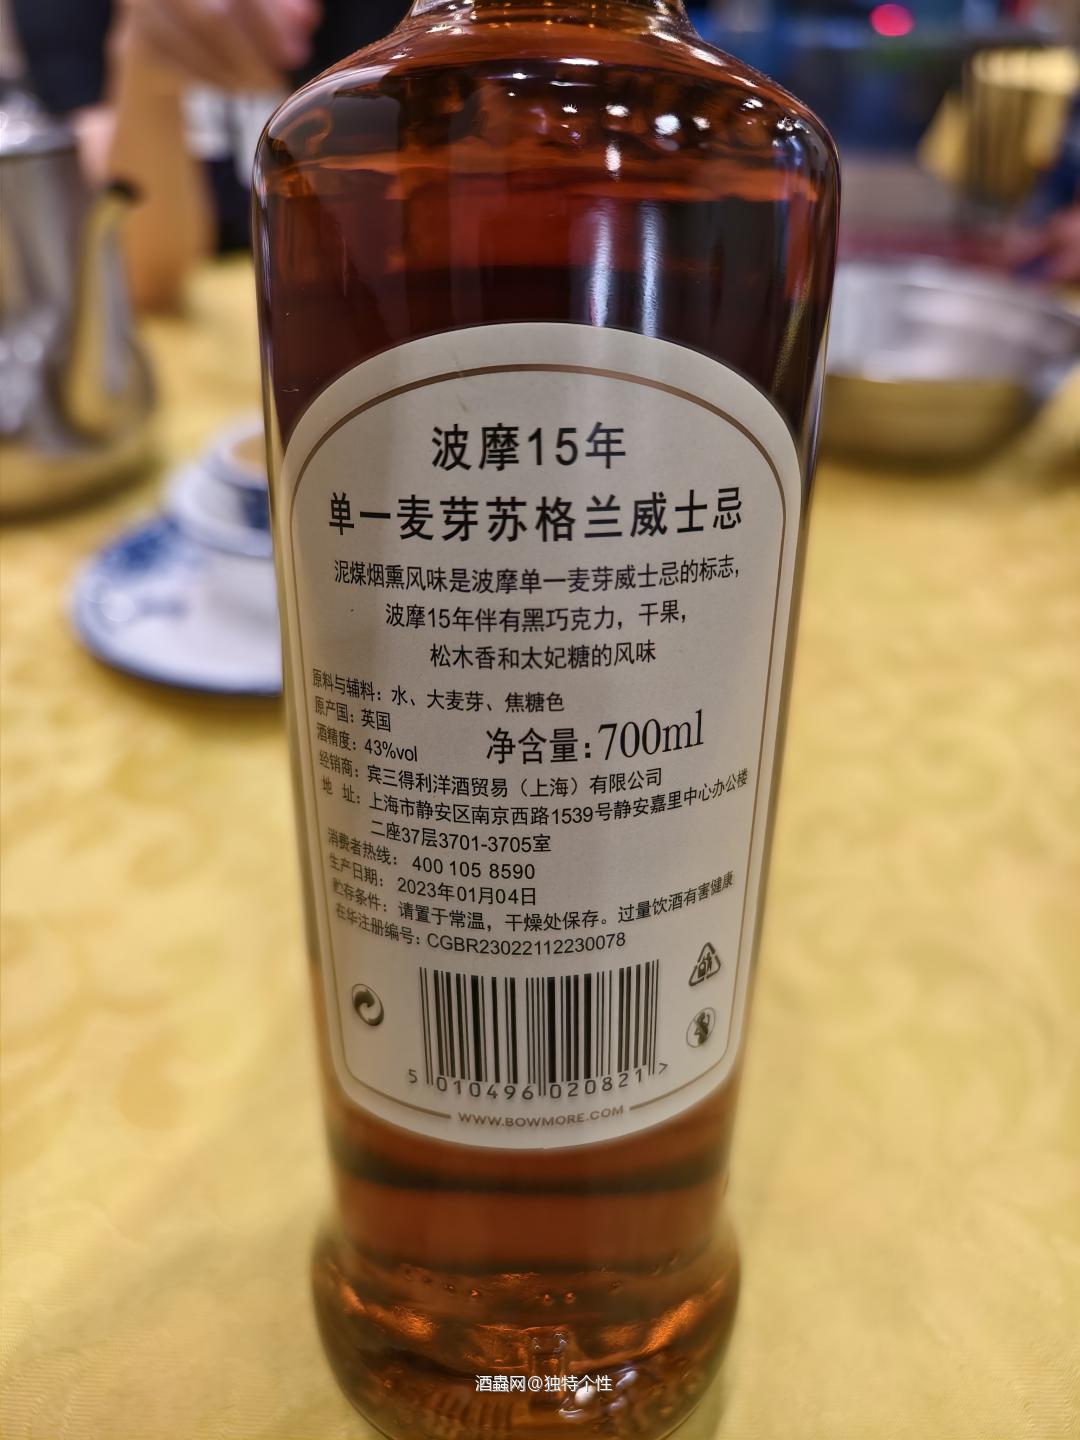 波摩15年
单一麦芽苏格兰威士忌
泥煤烟熏风味是波摩单一麦芽威士忌的标志，
波摩15年伴有黑巧克力，干果，
松木香和太妃糖的风味
原料与辅料：水、大麦芽、焦糖色
原产国：英国
酒精度：43%vol 净含量:700ml
经销商：宾三得利洋酒贸易（上海）有限公司
地 址：上海市静安区南京西路1539号静安嘉里中心办公楼
二座37层3701-3705室
消费者热线：400 105 8590
生产日期：2023年01月04日
贮存条件：请置于常温，干燥处保存。过量饮酒有害健康
在华注册编号：CGBR23022112230078
5 010496 020821 >
WWW.BOWMORE.COM
酒蟲网@独特个性